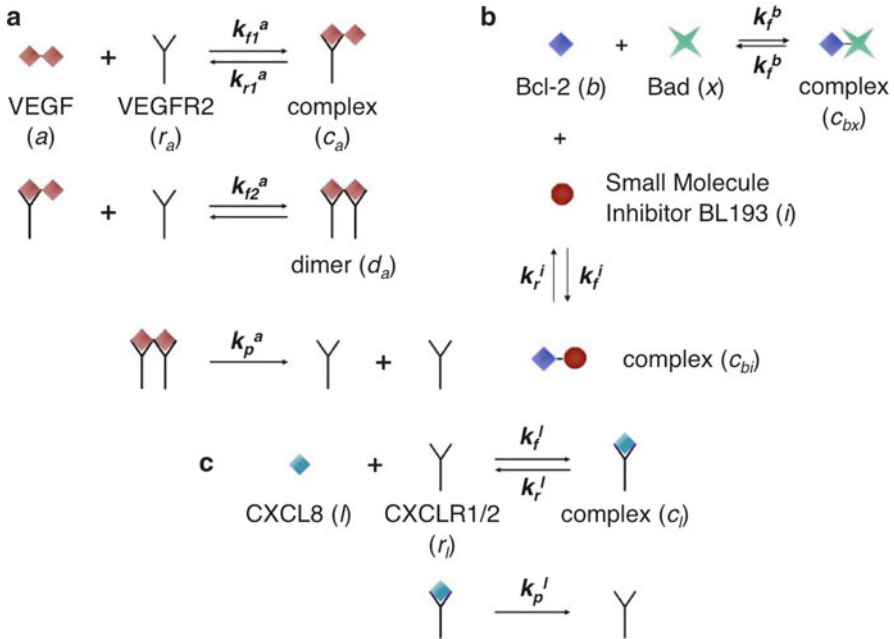 a
k_f1^a
+
k_r1^a
VEGF VEGFR2 complex
(a) (r_a) (c_a)
+ k_f2^a
dimer (d_a)
k_p^a
+
b
k_f^b
+
k_f^b
Bcl-2 (b) Bad (x) complex
(c_bx)
+
Small Molecule
Inhibitor BL193 (i)
k_r^i k_f^i
complex (c_bi)
c
k_f^l
+
k_r^l
CXCL8 (l) CXCLR1/2 complex (c_l)
(r_l)
k_p^l